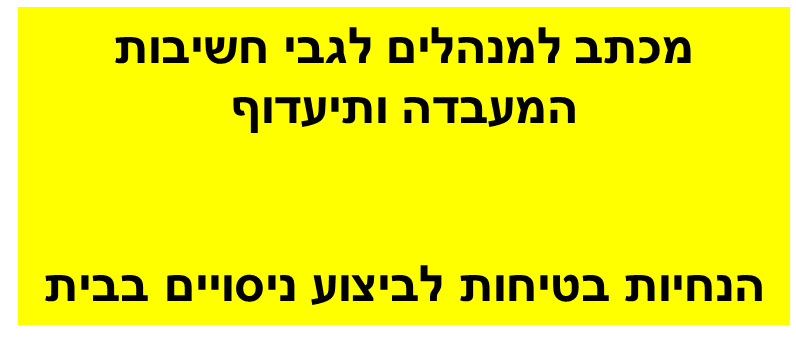 מכתב למנהלים לגבי חשיבות
המעבדה ותיעדוף
הנחיות בטיחות לביצוע ניסויים בבית